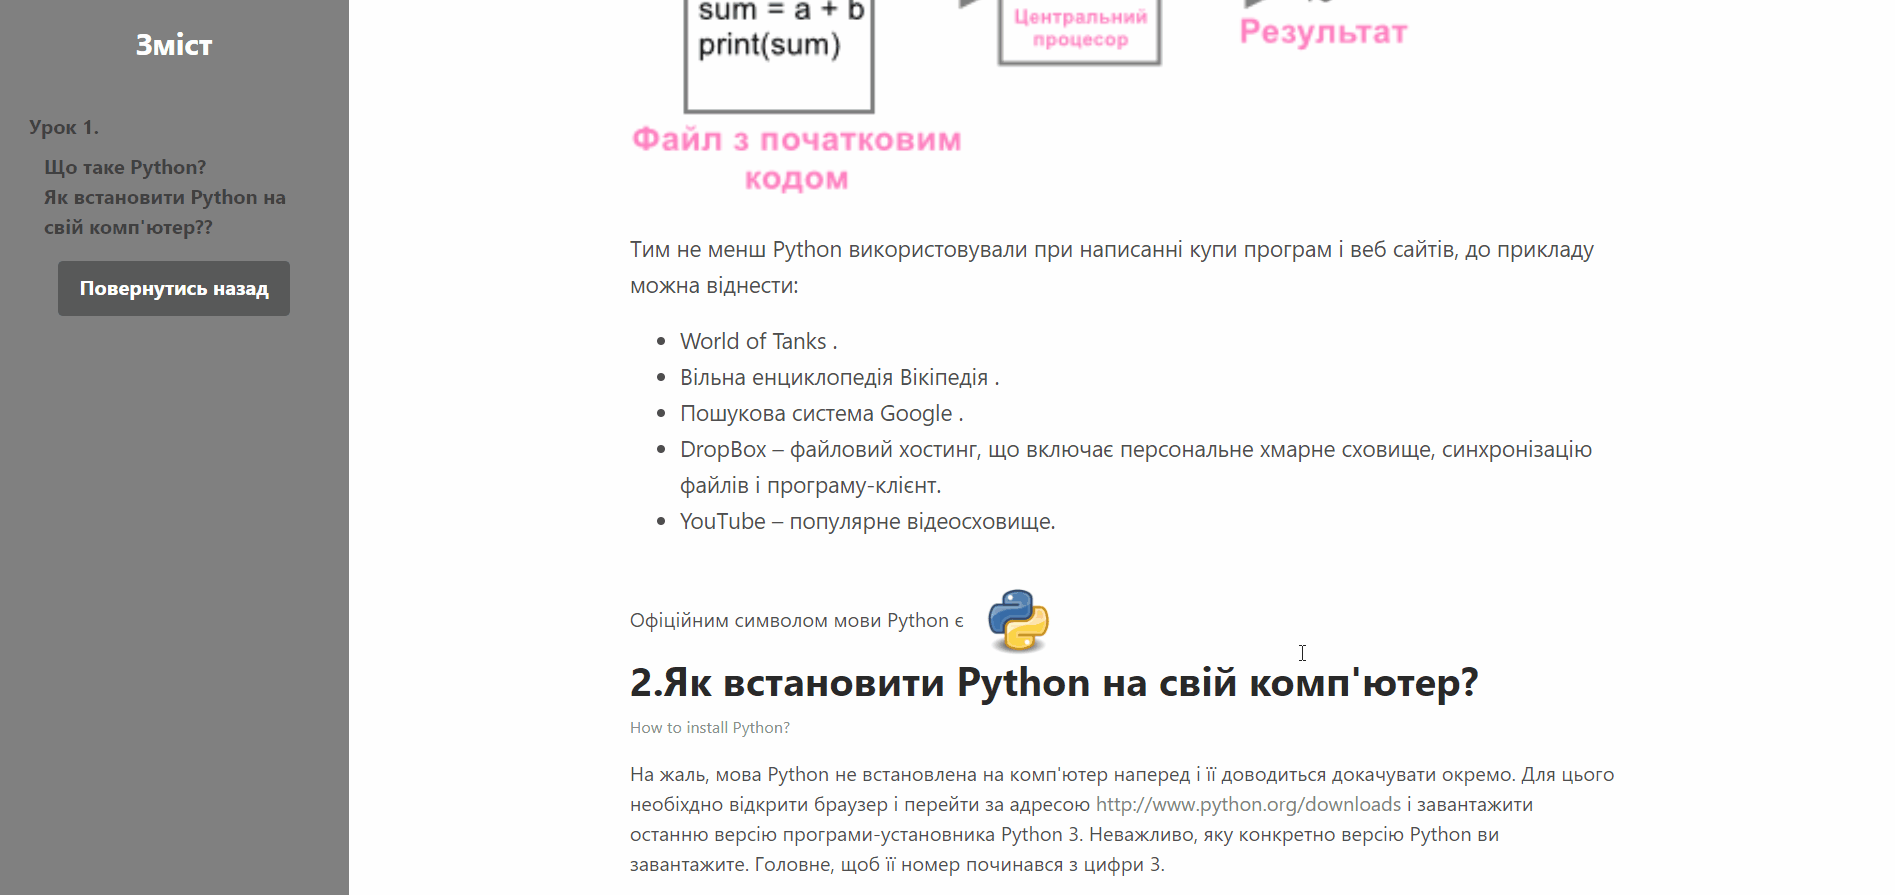 Зміст
Урок 1.
Що таке Python?
Як встановити Python на
свій комп'ютер??
Повернутись назад
sum = a + b
print(sum)
Центральний
процесор
Результат
Файл з початковим
кодом
Тим не менш Python використовували при написанні купи програм і веб сайтів, до прикладу
можна віднести:
World of Tanks .
Вільна енциклопедія Вікіпедія .
Пошукова система Google .
DropBox – файловий хостинг, що включає персональне хмарне сховище, синхронізацію
файлів і програму-клієнт.
YouTube – популярне відеосховище.
Офіційним символом мови Python є
2.Як встановити Python на свій комп'ютер?
How to install Python?
На жаль, мова Python не встановлена на комп'ютер наперед і її доводиться докачувати окремо. Для цього
необіхдно відкрити браузер і перейти за адресою http://www.python.org/downloads і завантажити
останню версію програми-установника Python 3. Неважливо, яку конкретно версію Python ви
завантажите. Головне, щоб її номер починався з цифри 3.